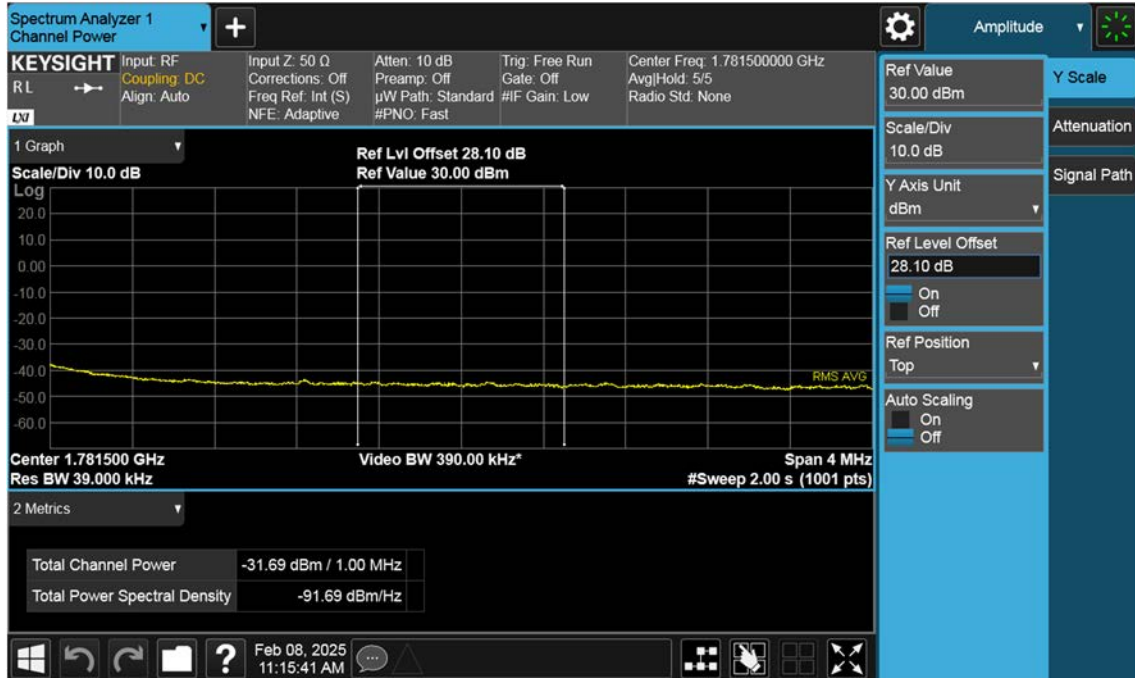 Spectrum Analyzer 1
Channel Power
+
Amplitude
KEYSIGHT
RL
LXI
Input: RF
Coupling: DC
Align: Auto
Input Z: 50 Ω
Corrections: Off
Freq Ref: Int (S)
NFE: Adaptive
Atten: 10 dB
Preamp: Off
µW Path: Standard
#PNO: Fast
Trig: Free Run
Gate: Off
#IF Gain: Low
Center Freq: 1.781500000 GHz
Avg|Hold: 5/5
Radio Std: None
1 Graph
Scale/Div 10.0 dB
Ref Lvl Offset 28.10 dB
Ref Value 30.00 dBm
Log
20.0
10.0
0.00
-10.0
-20.0
-30.0
-40.0
-50.0
-60.0
RMS AVG
Center 1.781500 GHz
Res BW 39.000 kHz
Video BW 390.00 kHz*
Span 4 MHz
#Sweep 2.00 s (1001 pts)
2 Metrics
Total Channel Power -31.69 dBm / 1.00 MHz
Total Power Spectral Density -91.69 dBm/Hz
?
Feb 08, 2025
11:15:41 AM
Ref Value
30.00 dBm
Scale/Div
10.0 dB
Y Axis Unit
dBm
Ref Level Offset
28.10 dB
On
Off
Ref Position
Top
Auto Scaling
On
Off
Y Scale
Attenuation
Signal Path